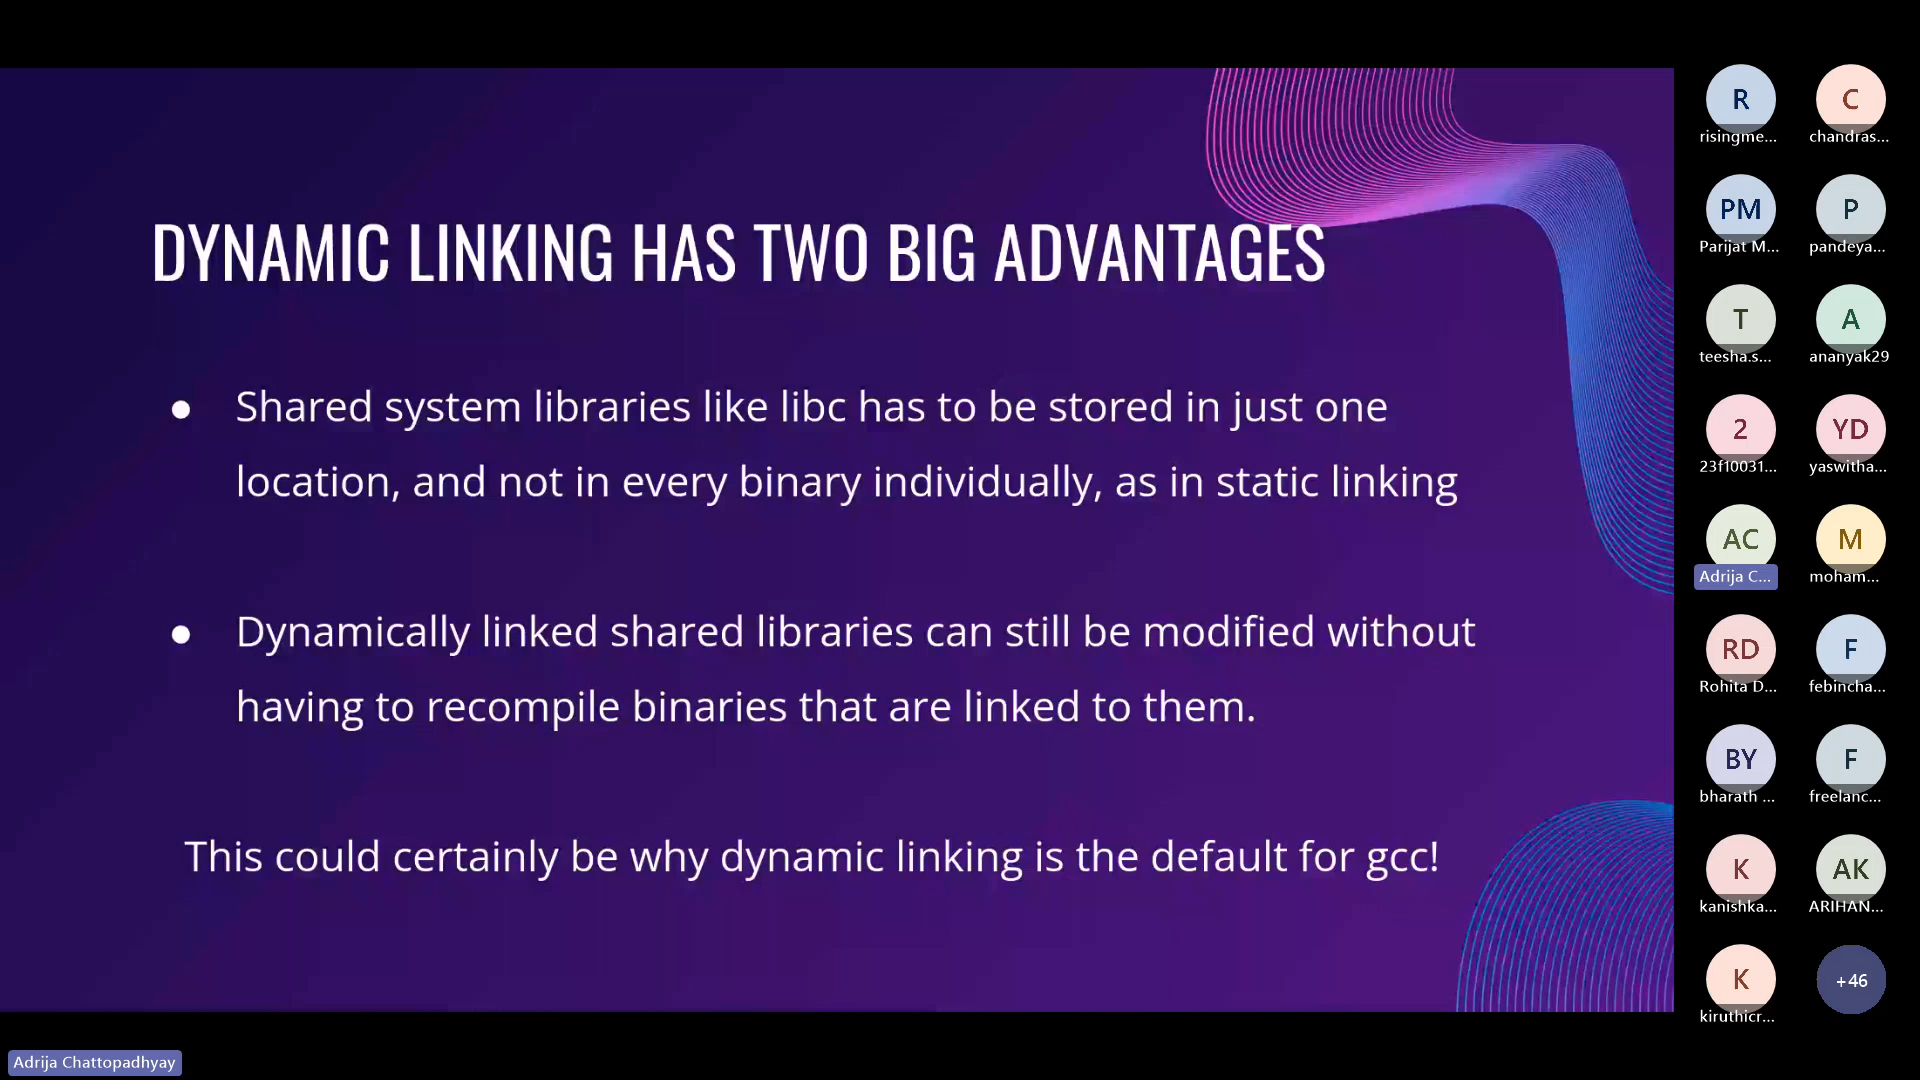 DYNAMIC LINKING HAS TWO BIG ADVANTAGES
● Shared system libraries like libc has to be stored in just one
location, and not in every binary individually, as in static linking
● Dynamically linked shared libraries can still be modified without
having to recompile binaries that are linked to them.
This could certainly be why dynamic linking is the default for gcc!
R
risingme...
C
chandras...
PM
Parijat M...
P
pandeya...
T
teesha.s...
A
ananyak29
2
23f10031...
YD
yaswitha...
AC
Adrija C...
M
moham...
RD
Rohita D...
F
febincha...
BY
bharath ...
F
freelanc...
K
kanishka...
AK
ARIHAN...
K
kiruthicr...
+46
Adrija Chattopadhyay